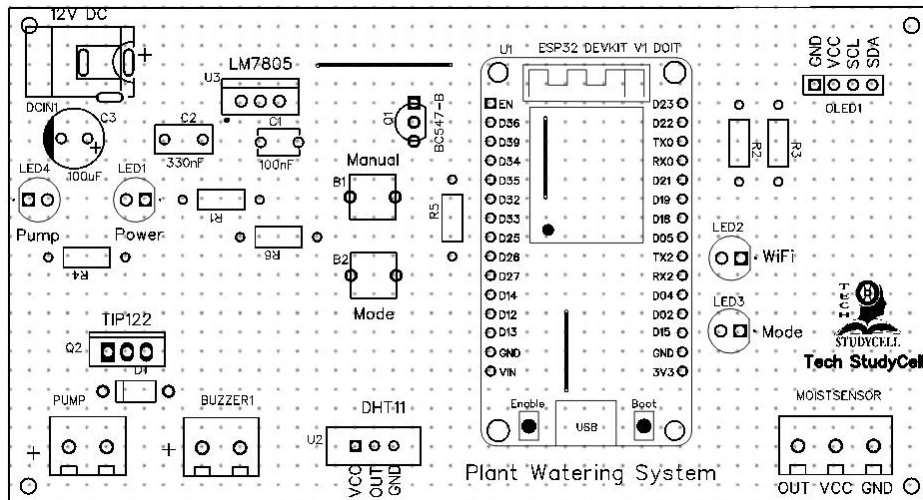 12V DC
DCIN1
LM7805
U3
C3
100uF
C2
330nF
C1
100nF
Q1
BC547-B
U1
ESP32 DEVKIT V1 DOIT
GND
VCC
SCL
SDA
OLED1
EN
D36
D39
D34
D35
D32
D33
D25
D26
D27
D14
D12
D13
GND
VIN
D23
D22
TX0
RX0
D21
D19
D18
D05
TX2
RX2
D04
D02
D15
GND
3V3
Enable
USB
Boot
R2
R3
LED4
Pump
LED1
Power
R1
R6
R4
Manual
B1
B2
Mode
R5
LED2
WiFi
LED3
Mode
TECH
STUDYCELL
Tech StudyCell
TIP122
Q2
D1
PUMP
+
BUZZER1
+
DHT-11
U2
VCC
OUT
GND
Plant Watering System
MOISTSENSOR
OUT VCC GND